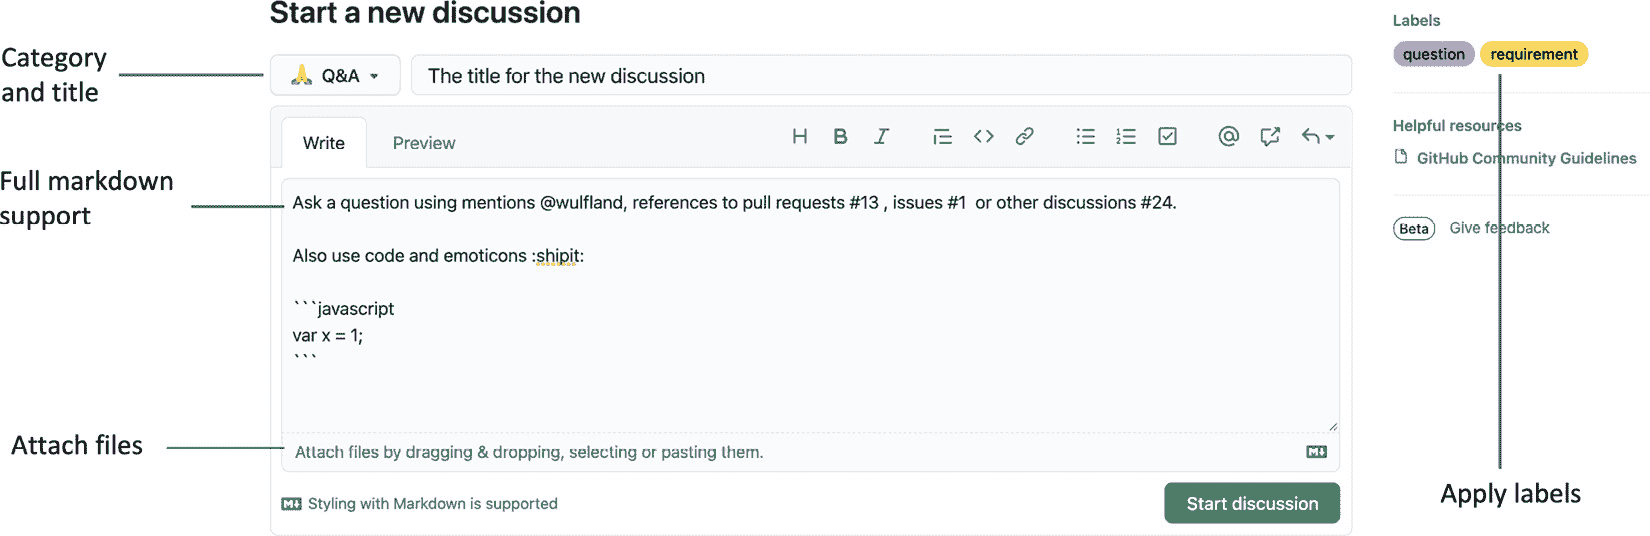 Start a new discussion
Category
and title
Q&A
The title for the new discussion
Write
Preview
H B I
Full markdown
support
Ask a question using mentions @wulfland, references to pull requests #13 , issues #1 or other discussions #24.
Also use code and emoticons :shipit:
```javascript
var x = 1;
```
Attach files
Attach files by dragging & dropping, selecting or pasting them.
Styling with Markdown is supported
Start discussion
Labels
question requirement
Helpful resources
GitHub Community Guidelines
Beta Give feedback
Apply labels